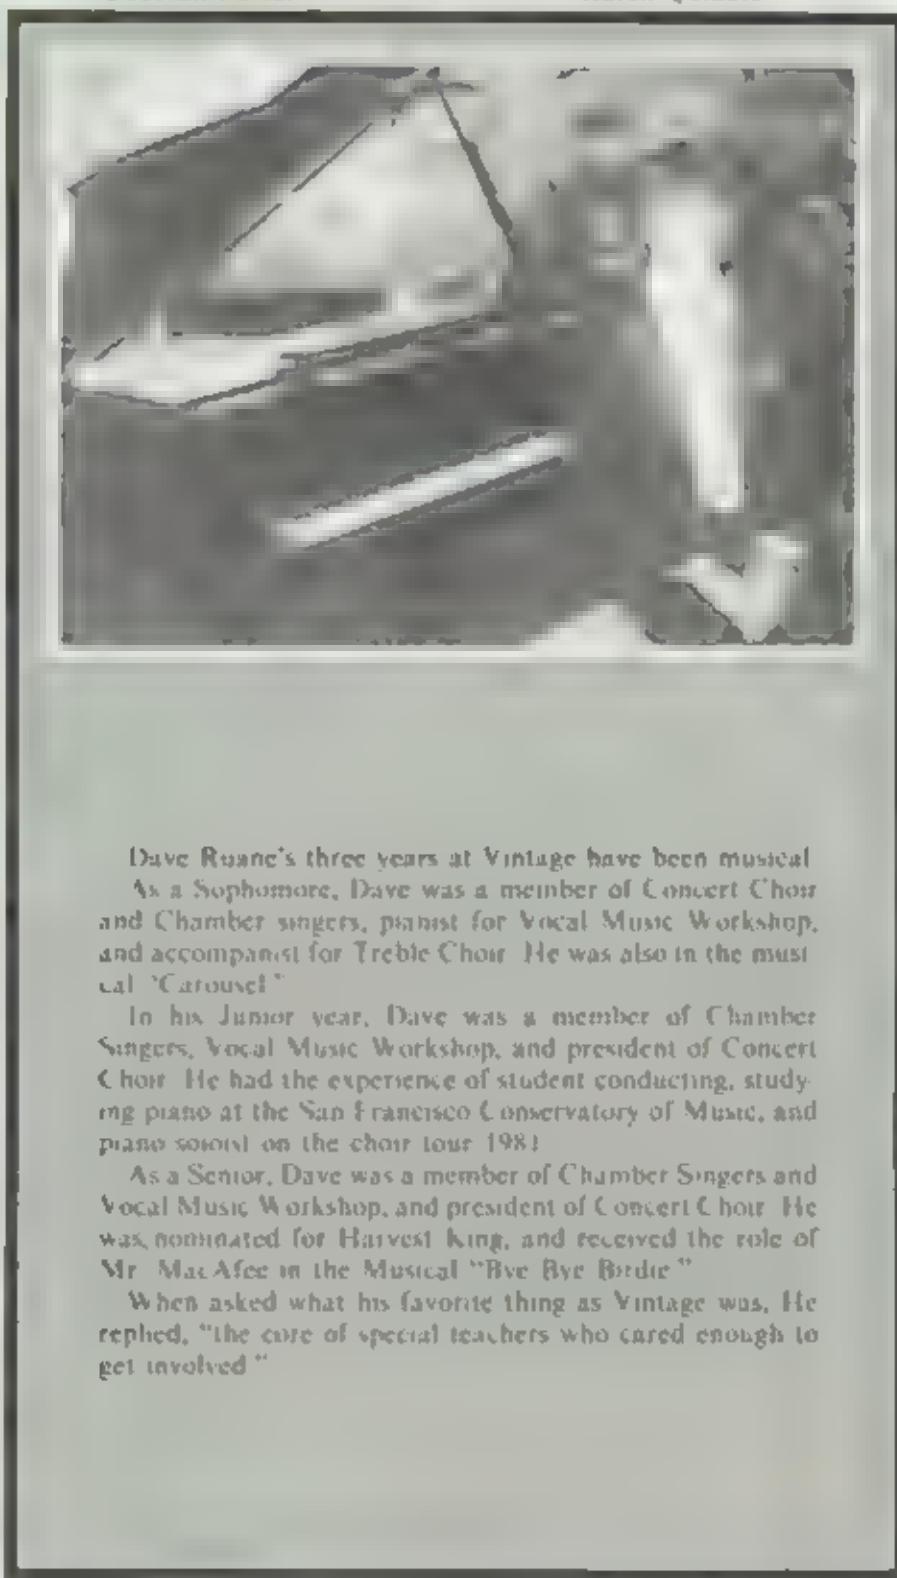 Dave Ruane's three years at Vintage have been musical
As a Sophomore, Dave was a member of Concert Choir
and Chamber singers, pianist for Vocal Music Workshop,
and accompanist for Treble Choir He was also in the musi
cal "Carousel"
In his Junior year, Dave was a member of Chamber
Singers, Vocal Music Workshop, and president of Concert
Choir He had the experience of student conducting, study-
ing piano at the San Francisco Conservatory of Music, and
piano soloist on the choir tour 1981
As a Senior, Dave was a member of Chamber Singers and
Vocal Music Workshop, and president of Concert Choir He
was nominated for Harvest King, and received the role of
Mr MacAfee in the Musical "Bye Bye Birdie"
When asked what his favorite thing as Vintage was, He
replied, "the core of special teachers who cared enough to
get involved"